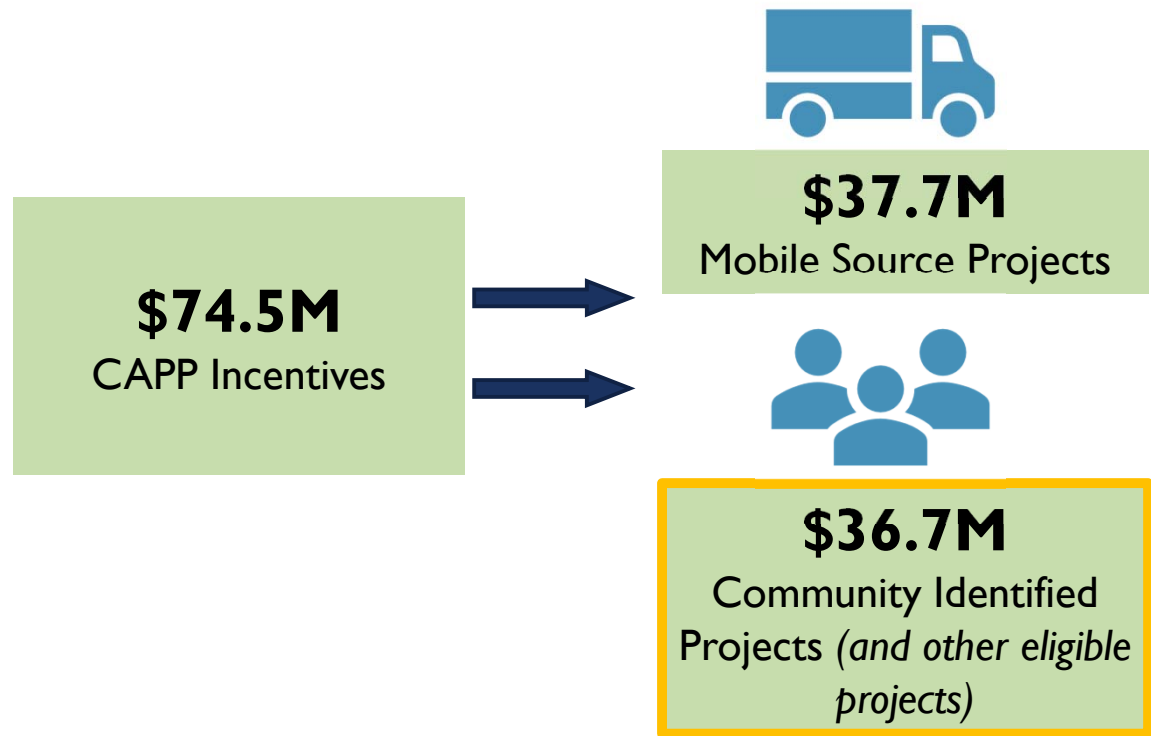 $74.5M
CAPP Incentives
$37.7M
Mobile Source Projects
$36.7M
Community Identified
Projects (and other eligible
projects)